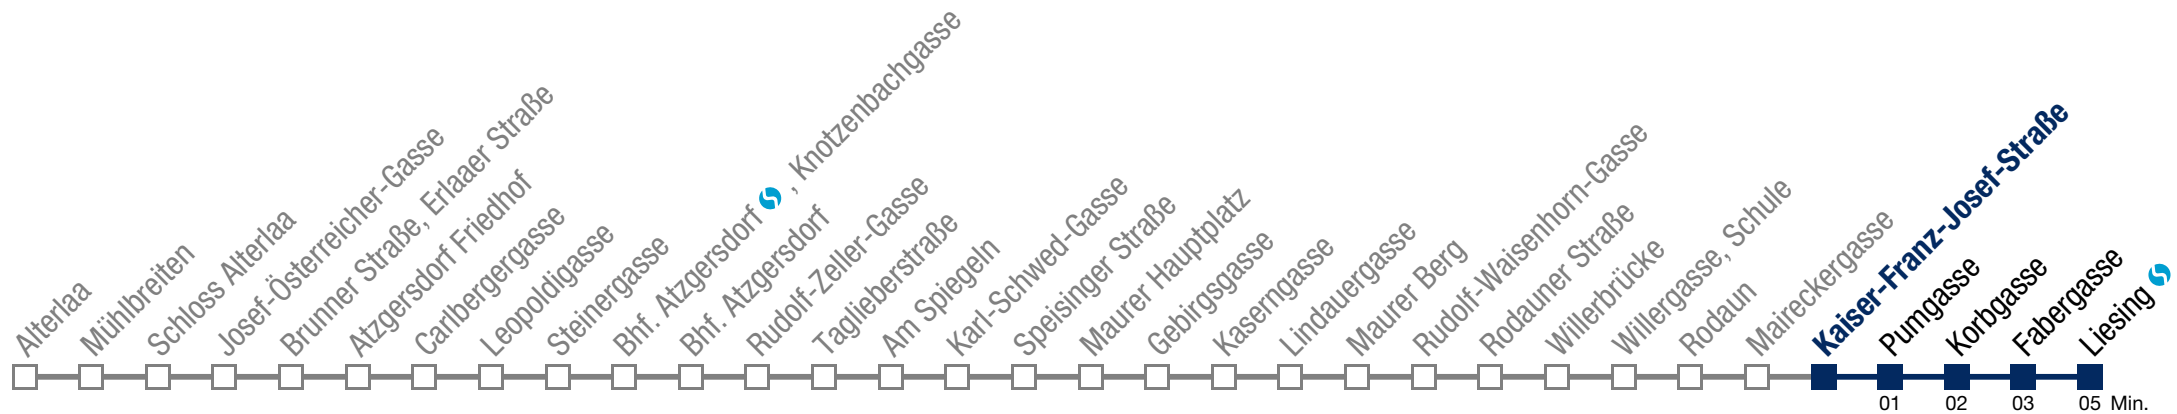 Alterlaa
Mühlbreiten
Schloss Alterlaa
Josef-Österreicher-Gasse
Brunner Straße, Erlaaer Straße
Atzgersdorf Friedhof
Carlbergergasse
Leopoldigasse
Steinergasse
Bhf. Atzgersdorf , Knotzenbachgasse
Bhf. Atzgersdorf
Rudolf-Zeller-Gasse
Taglieberstraße
Am Spiegeln
Karl-Schwed-Gasse
Speisinger Straße
Maurer Hauptplatz
Gebirgsgasse
Kaserngasse
Lindauergasse
Maurer Berg
Rudolf-Waisenhorn-Gasse
Rodauner Straße
Willerbrücke
Willergasse, Schule
Rodaun
Maireckergasse
Kaiser-Franz-Josef-Straße
Pumgasse
Korbgasse
Fabergasse
Liesing
01 02 03 05 Min.